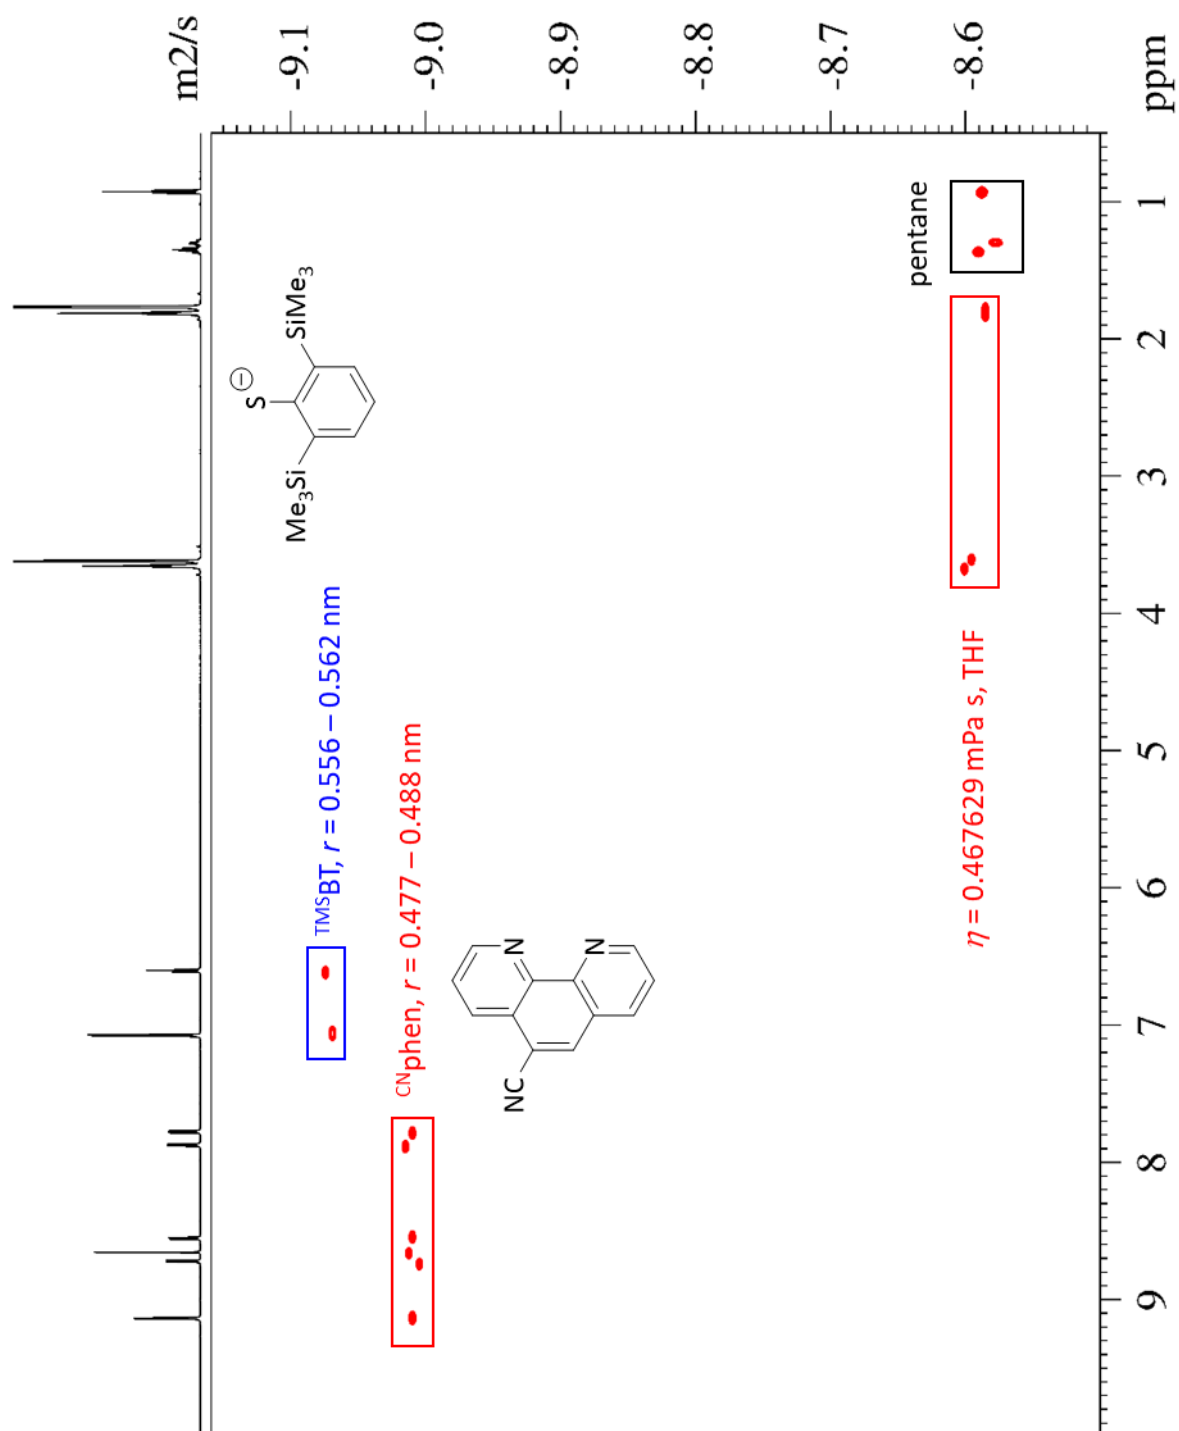 m2/s
-9.1
-9.0
-8.9
-8.8
-8.7
-8.6
ppm
1
2
3
4
5
6
7
8
9
pentane
SiMe3
S
−
Me3Si
TMSBT, r = 0.556 – 0.562 nm
CNphen, r = 0.477 – 0.488 nm
N
N
NC
η = 0.467629 mPa s, THF